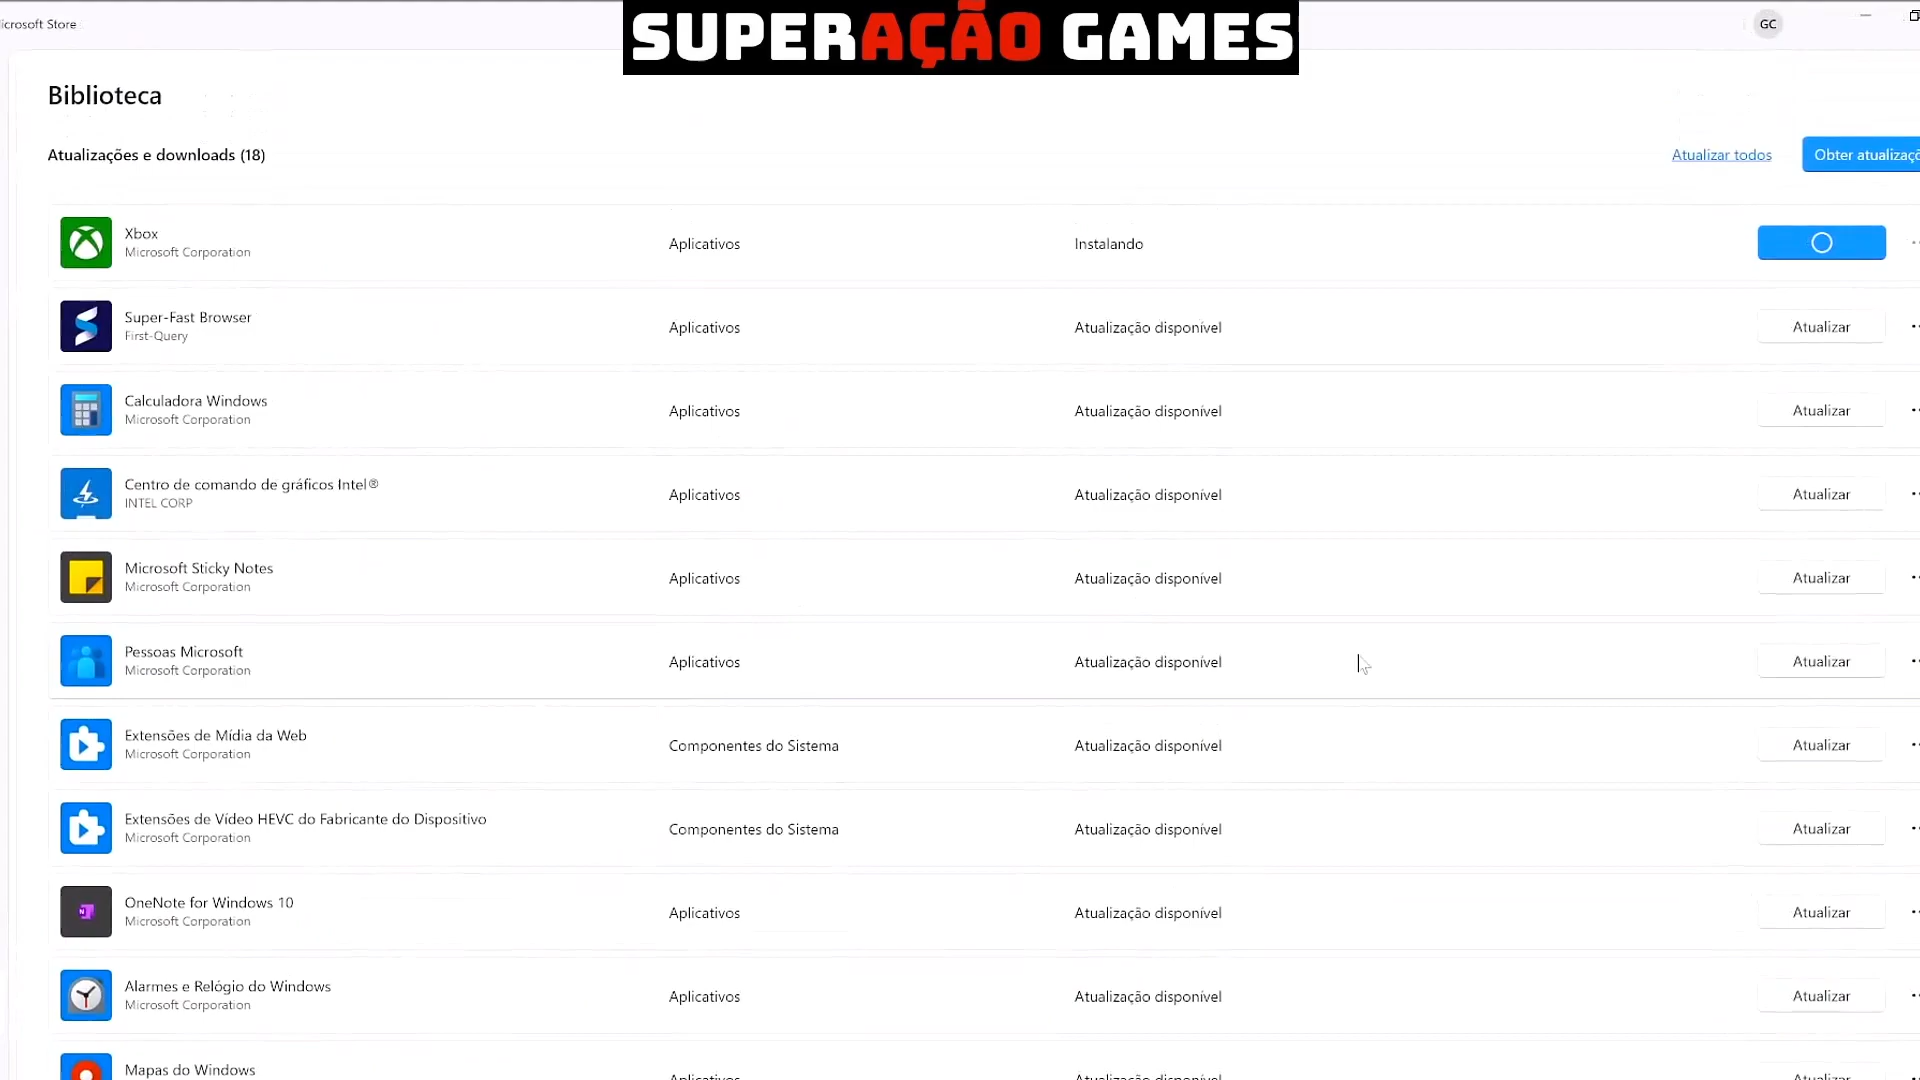 SUPERAÇÃO GAMES
icrosoft Store
GC
Biblioteca
Atualizações e downloads (18)
Atualizar todos
Obter atualizaçõ
Xbox
Microsoft Corporation
Aplicativos
Instalando
Super-Fast Browser
First-Query
Aplicativos
Atualização disponível
Atualizar
Calculadora Windows
Microsoft Corporation
Aplicativos
Atualização disponível
Atualizar
Centro de comando de gráficos Intel®
INTEL CORP
Aplicativos
Atualização disponível
Atualizar
Microsoft Sticky Notes
Microsoft Corporation
Aplicativos
Atualização disponível
Atualizar
Pessoas Microsoft
Microsoft Corporation
Aplicativos
Atualização disponível
Atualizar
Extensões de Mídia da Web
Microsoft Corporation
Componentes do Sistema
Atualização disponível
Atualizar
Extensões de Vídeo HEVC do Fabricante do Dispositivo
Microsoft Corporation
Componentes do Sistema
Atualização disponível
Atualizar
OneNote for Windows 10
Microsoft Corporation
Aplicativos
Atualização disponível
Atualizar
Alarmes e Relógio do Windows
Microsoft Corporation
Aplicativos
Atualização disponível
Atualizar
Mapas do Windows
Aplicativos
Atualização disponível
Atualizar